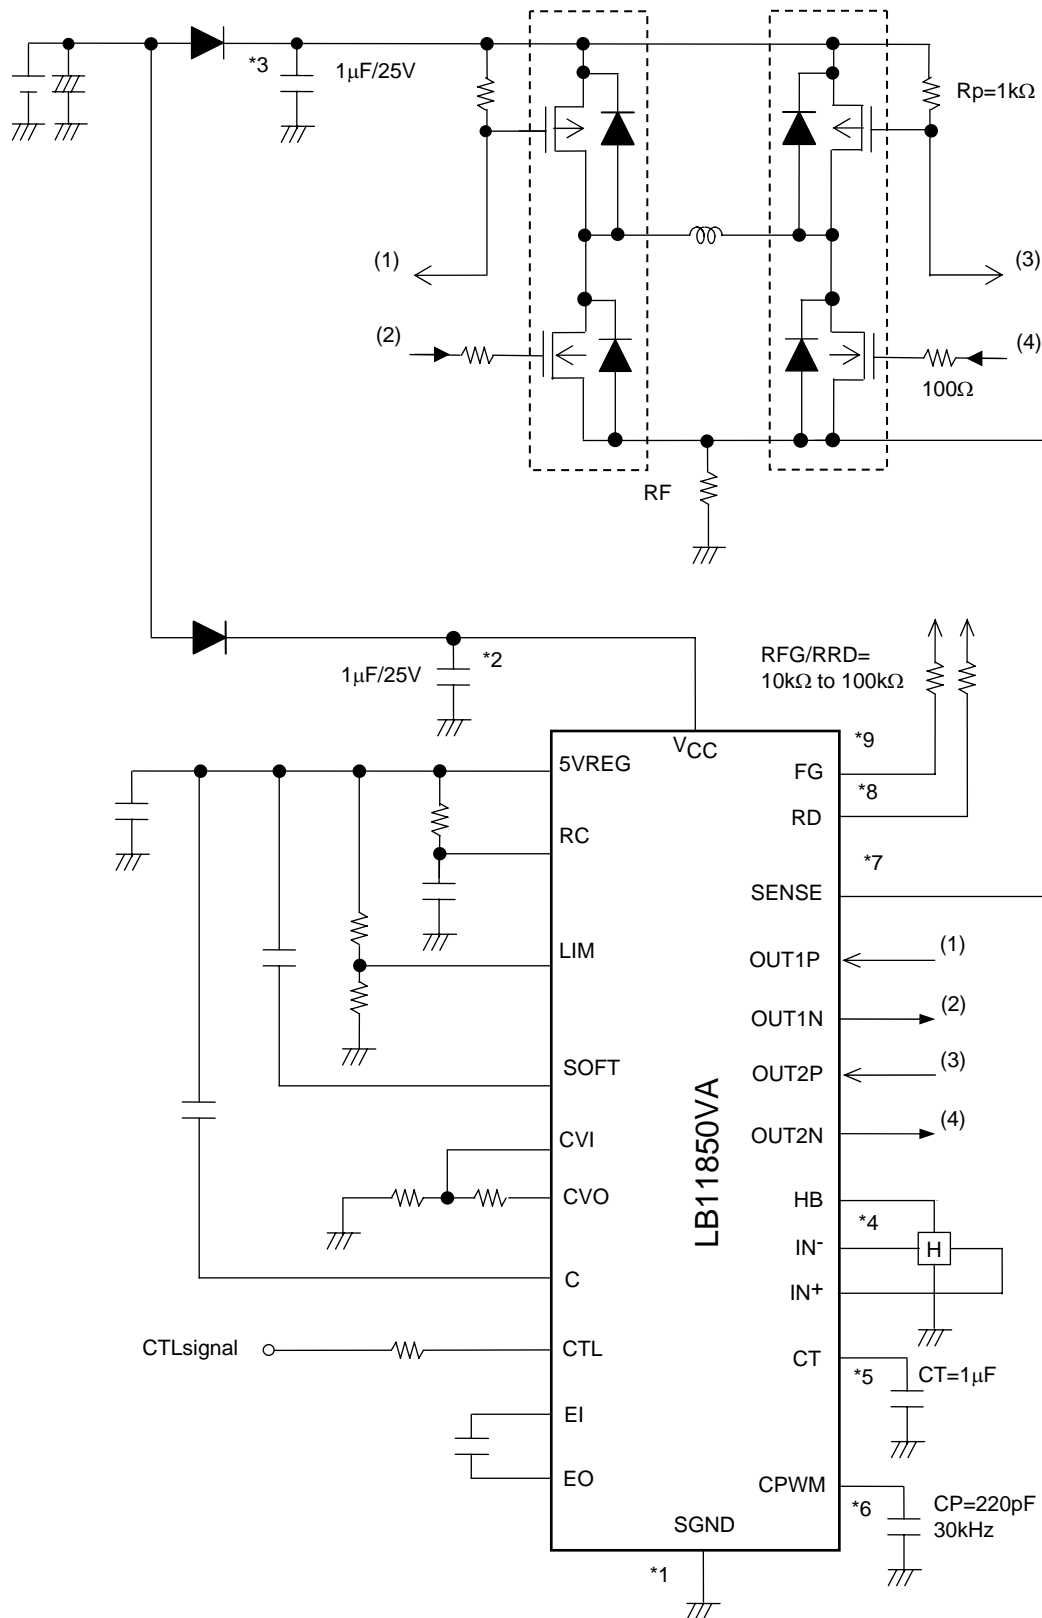 *3
1μF/25V
Rp=1kΩ
(1)
(3)
(2)
(4)
100Ω
RF
1μF/25V
*2
RFG/RRD=
10kΩ to 100kΩ
VCC
*9
5VREG
FG
*8
RC
RD
*7
SENSE
LIM
OUT1P
(1)
OUT1N
(2)
SOFT
OUT2P
(3)
LB11850VA
CVI
OUT2N
(4)
CVO
HB
*4
IN-
H
C
IN+
CTLsignal
CTL
CT
*5
CT=1μF
EI
EO
CPWM
*6
CP=220pF
30kHz
SGND
*1